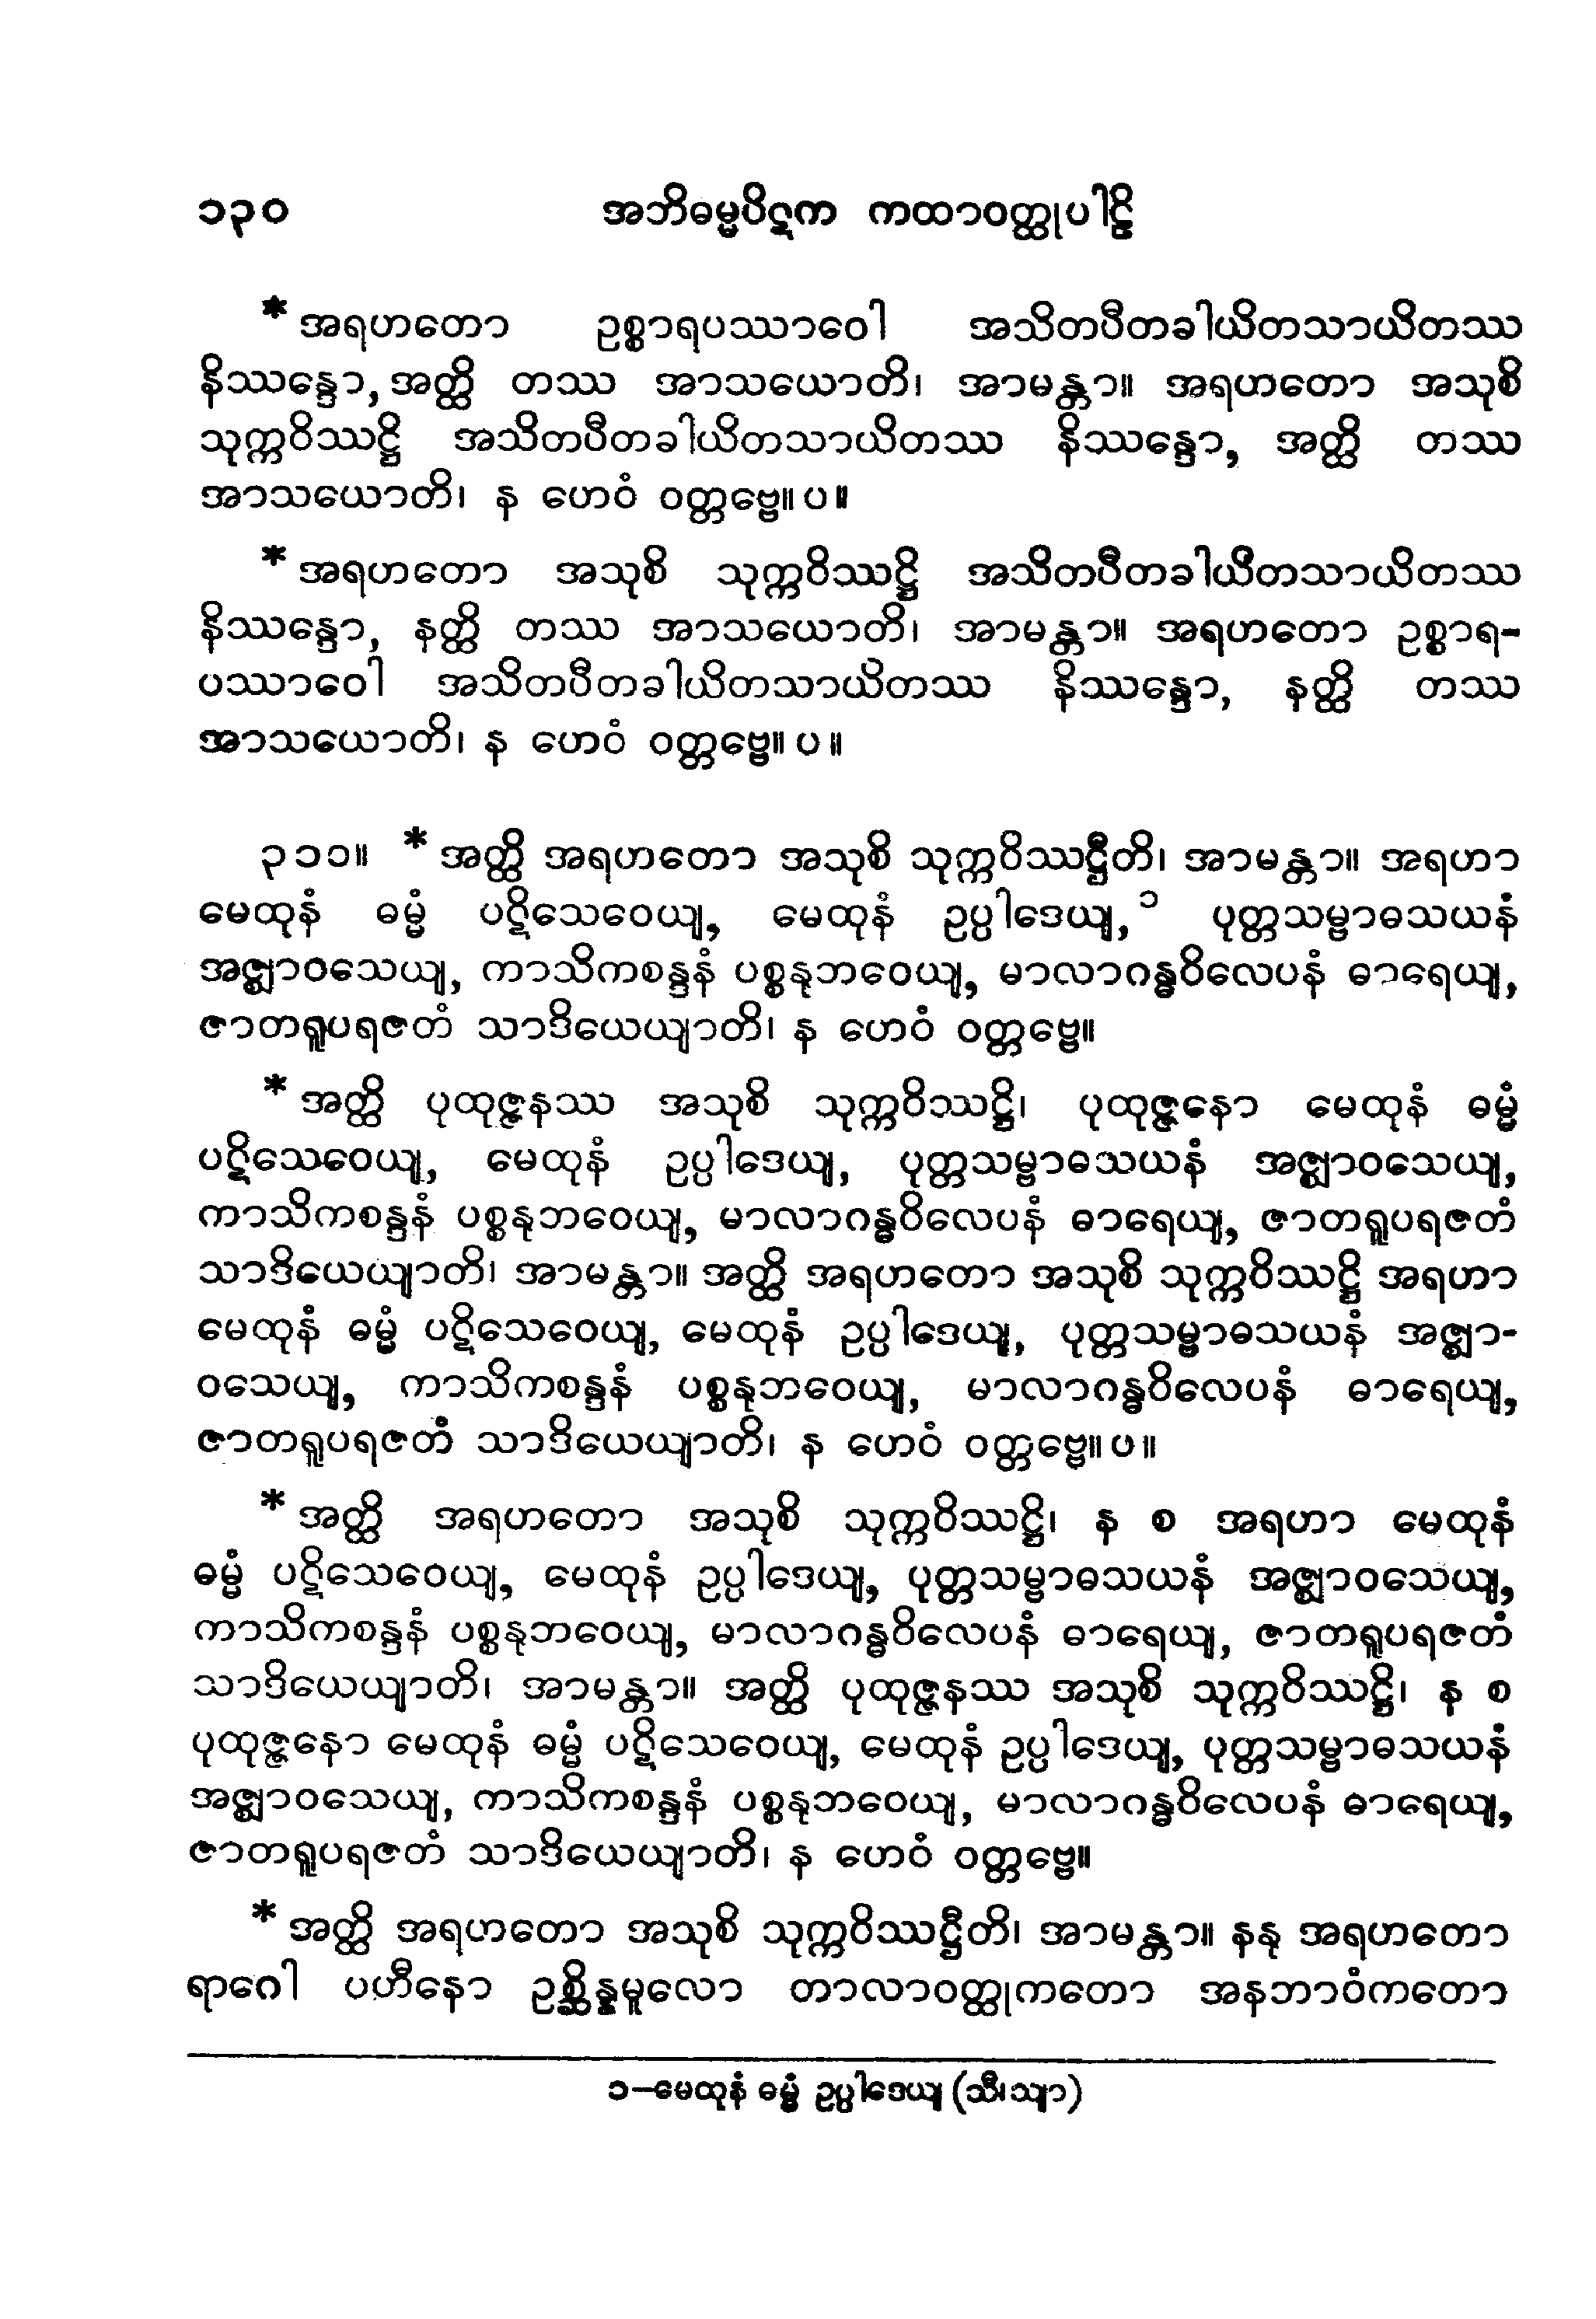 ၁၃၀ အဘိဓမ္မပိဋက ကထာဝတ္ထုပါဠိ
* အရဟတော ဥစ္စာရပဿာဝေါ အသိတပီတခါယိတသာယိတဿ
နိဿန္ဒော, အတ္ထိ တဿ အာသယောတိ၊ အာမန္တာ။ အရဟတော အသုစိ
သုက္ကဝိဿဋ္ဌိ အသိတပီတခါယိတသာယိတဿ နိဿန္ဒော, အတ္ထိ တဿ
အာသယောတိ၊ န ဟေဝံ ဝတ္တဗ္ဗေ။ ပ။
* အရဟတော အသုစိ သုက္ကဝိဿဋ္ဌိ အသိတပီတခါယိတသာယိတဿ
နိဿန္ဒော, နတ္ထိ တဿ အာသယောတိ၊ အာမန္တာ။ အရဟတော ဥစ္စာရ-
ပဿာဝေါ အသိတပီတခါယိတသာယိတဿ နိဿန္ဒော, နတ္ထိ တဿ
အာသယောတိ၊ န ဟေဝံ ဝတ္တဗ္ဗေ။ ပ။
၃၁၁။ * အတ္ထိ အရဟတော အသုစိ သုက္ကဝိဿဋ္ဌီတိ၊ အာမန္တာ။ အရဟာ
မေထုနံ ဓမ္မံ ပဋိသေဝေယျ, မေထုနံ ဥပ္ပါဒေယျ,၁ ပုတ္တသမ္ဗာဓသယနံ
အဇ္ဈာဝသေယျ, ကာသိကစန္ဒနံ ပစ္စနုဘဝေယျ, မာလာဂန္ဓဝိလေပနံ ဓာရေယျ,
ဇာတရူပရဇတံ သာဒိယေယျာတိ၊ န ဟေဝံ ဝတ္တဗ္ဗေ။
* အတ္ထိ ပုထုဇ္ဇနဿ အသုစိ သုက္ကဝိဿဋ္ဌိ၊ ပုထုဇ္ဇနော မေထုနံ ဓမ္မံ
ပဋိသေဝေယျ, မေထုနံ ဥပ္ပါဒေယျ, ပုတ္တသမ္ဗာဓသယနံ အဇ္ဈာဝသေယျ,
ကာသိကစန္ဒနံ ပစ္စနုဘဝေယျ, မာလာဂန္ဓဝိလေပနံ ဓာရေယျ, ဇာတရူပရဇတံ
သာဒိယေယျာတိ၊ အာမန္တာ။ အတ္ထိ အရဟတော အသုစိ သုက္ကဝိဿဋ္ဌိ အရဟာ
မေထုနံ ဓမ္မံ ပဋိသေဝေယျ, မေထုနံ ဥပ္ပါဒေယျ, ပုတ္တသမ္ဗာဓသယနံ အဇ္ဈာ-
ဝသေယျ, ကာသိကစန္ဒနံ ပစ္စနုဘဝေယျ, မာလာဂန္ဓဝိလေပနံ ဓာရေယျ,
ဇာတရူပရဇတံ သာဒိယေယျာတိ၊ န ဟေဝံ ဝတ္တဗ္ဗေ။ ပ။
* အတ္ထိ အရဟတော အသုစိ သုက္ကဝိဿဋ္ဌိ၊ န စ အရဟာ မေထုနံ
ဓမ္မံ ပဋိသေဝေယျ, မေထုနံ ဥပ္ပါဒေယျ, ပုတ္တသမ္ဗာဓသယနံ အဇ္ဈာဝသေယျ,
ကာသိကစန္ဒနံ ပစ္စနုဘဝေယျ, မာလာဂန္ဓဝိလေပနံ ဓာရေယျ, ဇာတရူပရဇတံ
သာဒိယေယျာတိ၊ အာမန္တာ။ အတ္ထိ ပုထုဇ္ဇနဿ အသုစိ သုက္ကဝိဿဋ္ဌိ၊ န စ
ပုထုဇ္ဇနော မေထုနံ ဓမ္မံ ပဋိသေဝေယျ, မေထုနံ ဥပ္ပါဒေယျ, ပုတ္တသမ္ဗာဓသယနံ
အဇ္ဈာဝသေယျ, ကာသိကစန္ဒနံ ပစ္စနုဘဝေယျ, မာလာဂန္ဓဝိလေပနံ ဓာရေယျ,
ဇာတရူပရဇတံ သာဒိယေယျာတိ၊ န ဟေဝံ ဝတ္တဗ္ဗေ။
* အတ္ထိ အရဟတော အသုစိ သုက္ကဝိဿဋ္ဌီတိ၊ အာမန္တာ။ နနု အရဟတော
ရာဂေါ ပဟီနော ဥစ္ဆိန္နမူလော တာလာဝတ္ထုကတော အနဘာဝံကတော
၁–မေထုနံ ဓမ္မံ ဥပ္ပါဒေယျ (သီ၊သျာ)